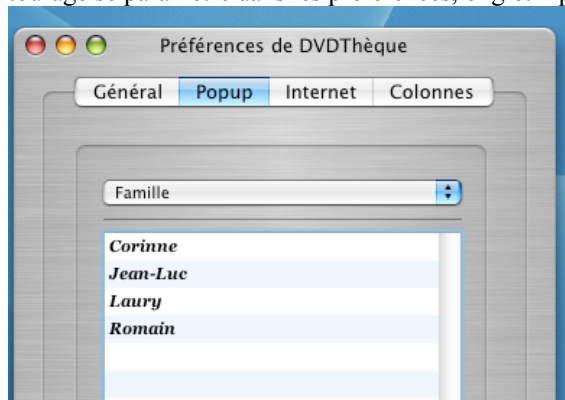 Préférences de DVDThèque
Général Popup Internet Colonnes
Famille
Corinne
Jean-Luc
Laury
Romain